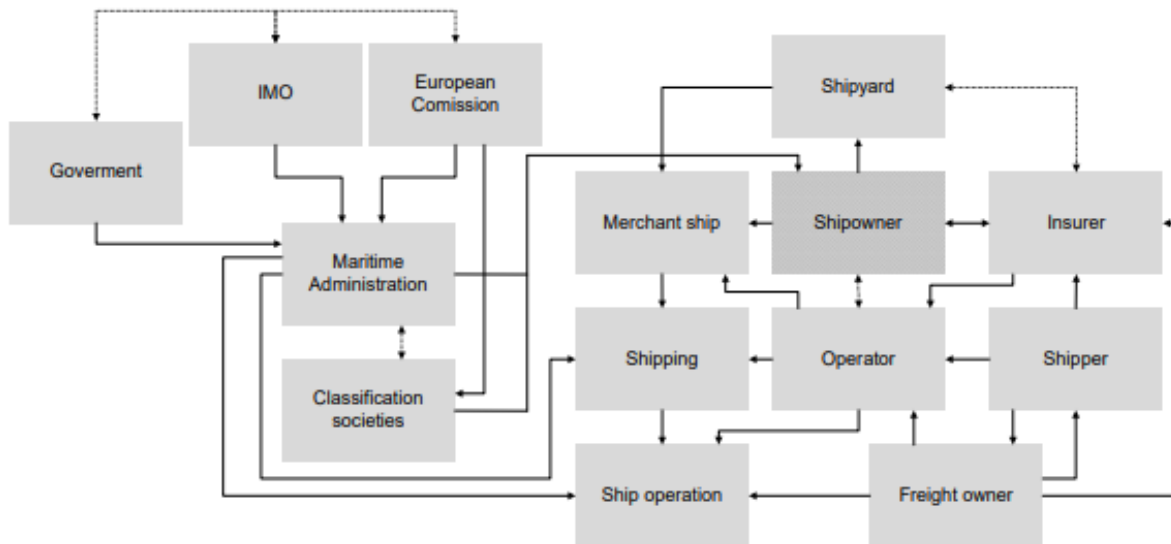 IMO
European
Comission
Shipyard
Goverment
Merchant ship
Shipowner
Insurer
Maritime
Administration
Shipping
Operator
Shipper
Classification
societies
Ship operation
Freight owner